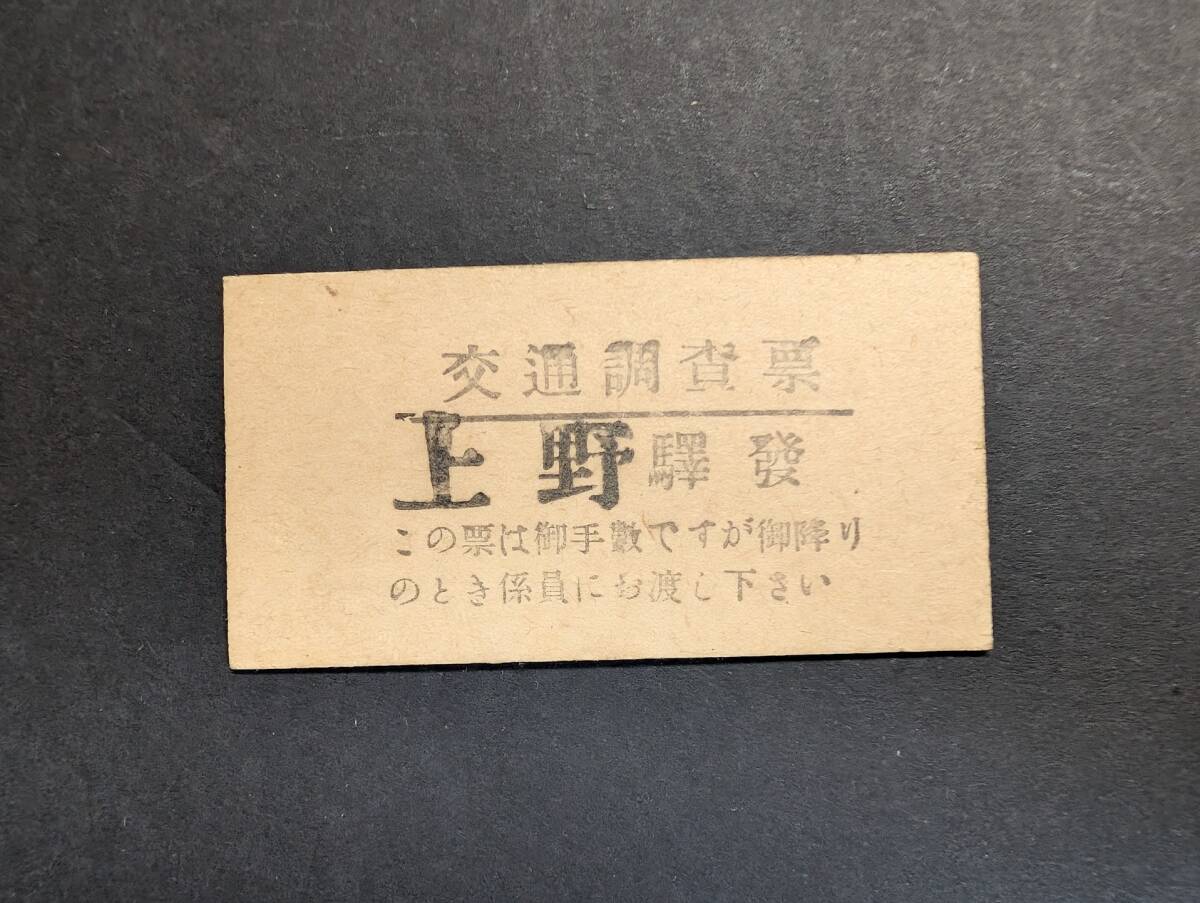 交通調査票
上野驛發
この票は御手數ですが御降り
のとき係員にお渡し下さい